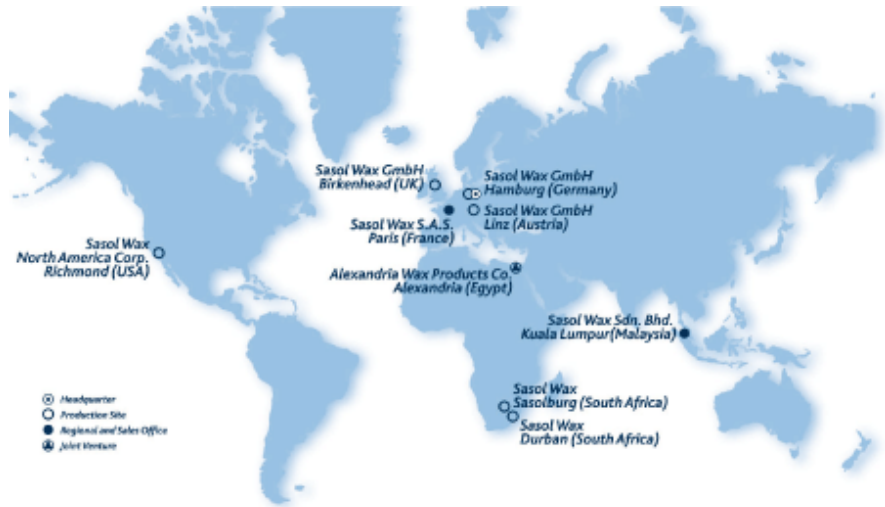 Sasol Wax GmbH
Birkenhead (UK)
Sasol Wax GmbH
Hamburg (Germany)
Sasol Wax S.A.S.
Paris (France)
Sasol Wax GmbH
Linz (Austria)
Sasol Wax
North America Corp.
Richmond (USA)
Alexandria Wax Products Co
Alexandria (Egypt)
Sasol Wax Sdn. Bhd.
Kuala Lumpur(Malaysia)
Sasol Wax
Sasolburg (South Africa)
Sasol Wax
Durban (South Africa)
Headquarter
Production Site
Regional and Sales Office
Joint Venture